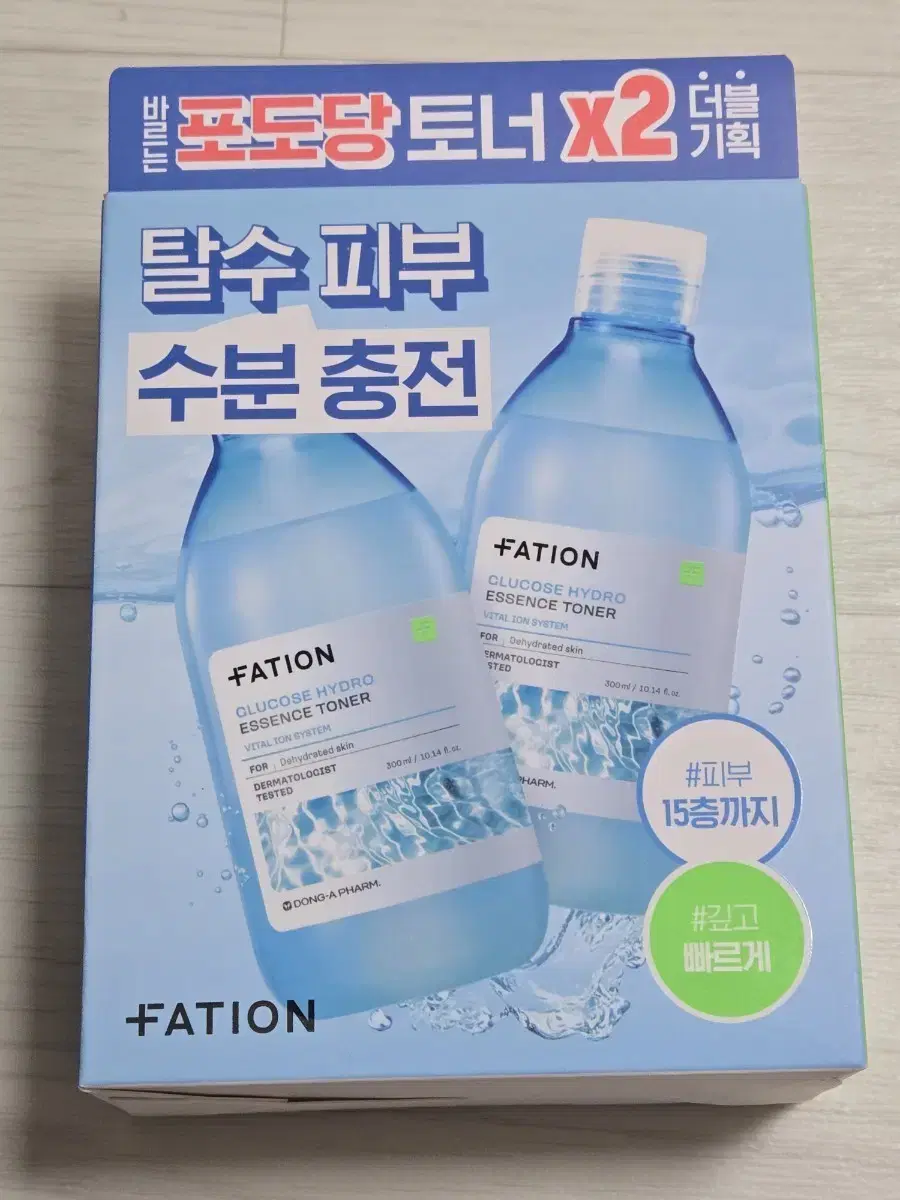 바르는 포도당 토너 x2 더블 기획
탈수 피부
수분 충전
FATION
GLUCOSE HYDRO
ESSENCE TONER
VITAL ION SYSTEM
FOR Dehydrated skin
DERMATOLOGIST
TESTED
300ml / 10.14 fl.oz.
DONG-A PHARM.
FATION
GLUCOSE HYDRO
ESSENCE TONER
VITAL ION SYSTEM
FOR Dehydrated skin
ERMATOLOGIST
STED
300ml / 10.14 fl.oz.
PHARM.
#피부
15층까지
#깊고
빠르게
FATION